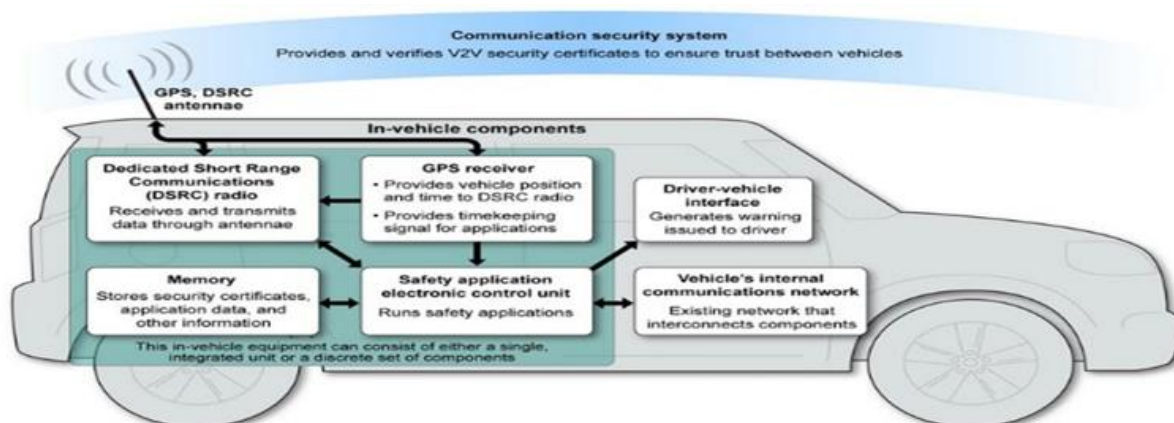 Communication security system
Provides and verifies V2V security certificates to ensure trust between vehicles
GPS, DSRC
antennae
In-vehicle components
Dedicated Short Range
Communications
(DSRC) radio
Receives and transmits
data through antennae
GPS receiver
• Provides vehicle position
and time to DSRC radio
• Provides timekeeping
signal for applications
Driver-vehicle
interface
Generates warning
issued to driver
Memory
Stores security certificates,
application data, and
other information
Safety application
electronic control unit
Runs safety applications
Vehicle's internal
communications network
Existing network that
interconnects components
This in-vehicle equipment can consist of either a single,
integrated unit or a discrete set of components